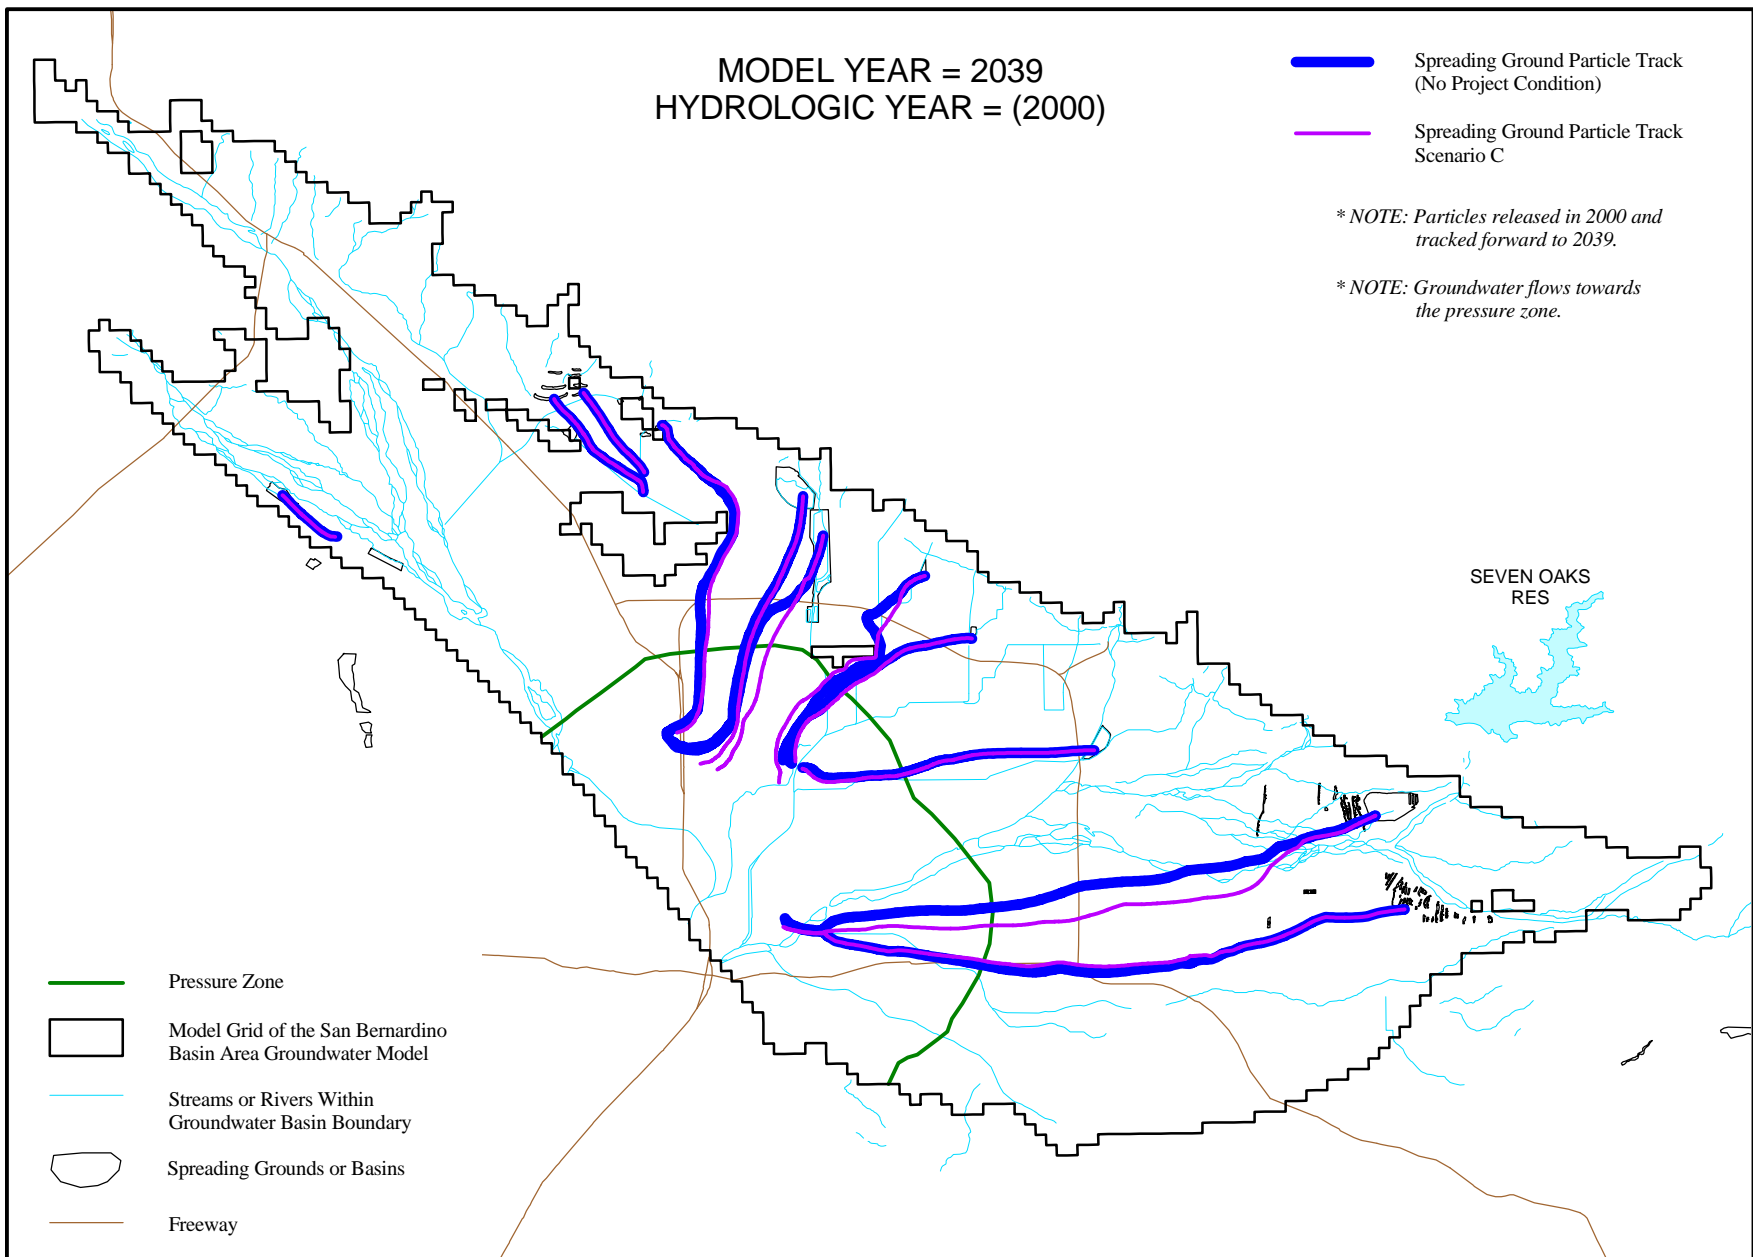 MODEL YEAR = 2039
HYDROLOGIC YEAR = (2000)
Spreading Ground Particle Track
(No Project Condition)
Spreading Ground Particle Track
Scenario C
* NOTE: Particles released in 2000 and
tracked forward to 2039.
* NOTE: Groundwater flows towards
the pressure zone.
SEVEN OAKS
RES
Pressure Zone
Model Grid of the San Bernardino
Basin Area Groundwater Model
Streams or Rivers Within
Groundwater Basin Boundary
Spreading Grounds or Basins
Freeway